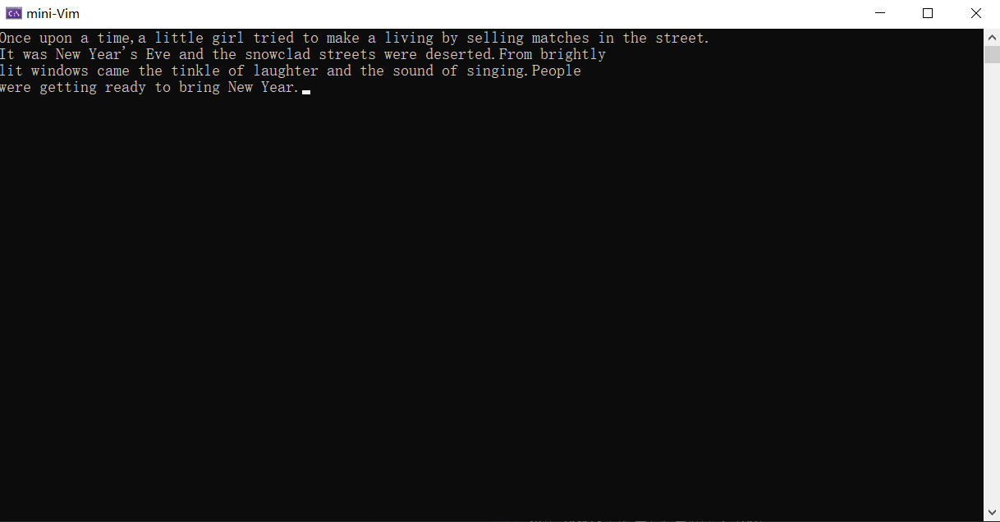 mini-Vim
Once upon a time,a little girl tried to make a living by selling matches in the street.
It was New Year's Eve and the snowclad streets were deserted.From brightly
lit windows came the tinkle of laughter and the sound of singing.People
were getting ready to bring New Year.